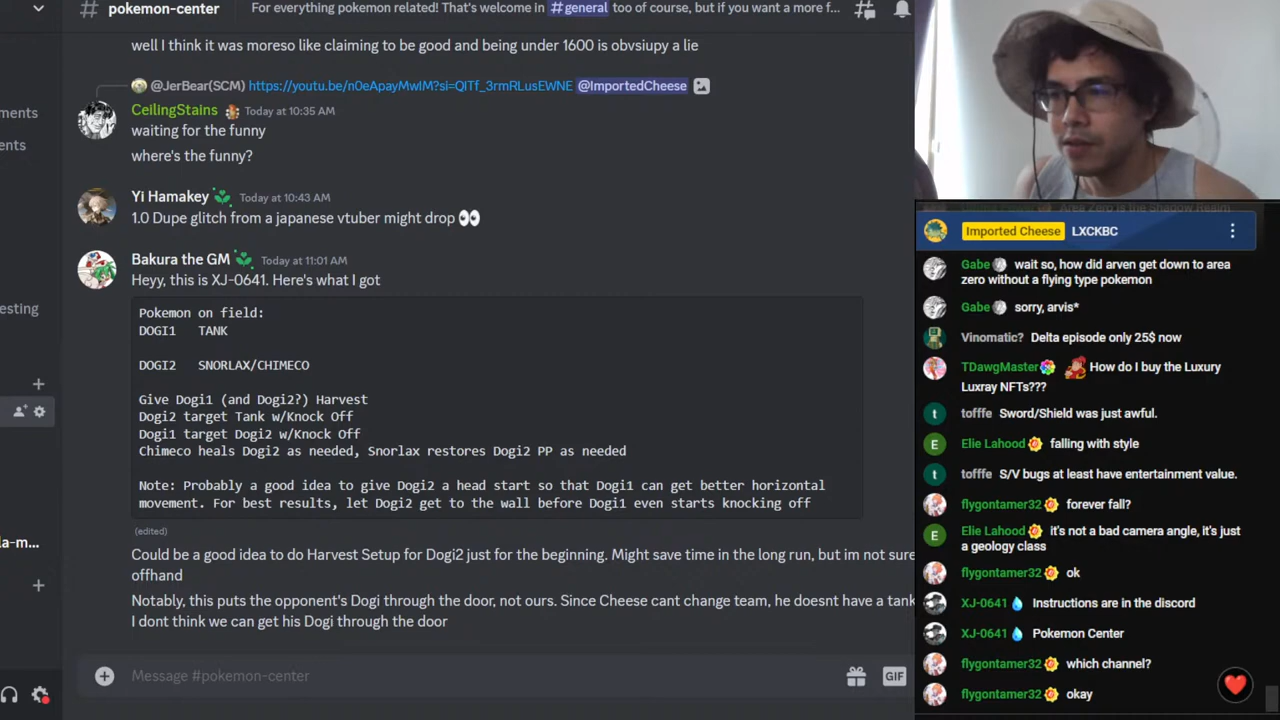 pokemon-center
For everything pokemon related! That's welcome in #general too of course, but if you want a more f...
well I think it was moreso like claiming to be good and being under 1600 is obvsiupy a lie
@JerBear(SCM) https://youtu.be/n0eApayMwIM?si=QITf_3rmRLusEWNE @ImportedCheese
CeilingStains Today at 10:35 AM
waiting for the funny
where's the funny?
Yi Hamakey Today at 10:43 AM
1.0 Dupe glitch from a japanese vtuber might drop 👀
Bakura the GM Today at 11:01 AM
Heyy, this is XJ-0641. Here's what I got
Pokemon on field:
DOGI1 TANK
DOGI2 SNORLAX/CHIMECO
Give Dogi1 (and Dogi2?) Harvest
Dogi2 target Tank w/Knock Off
Dogi1 target Dogi2 w/Knock Off
Chimeco heals Dogi2 as needed, Snorlax restores Dogi2 PP as needed
Note: Probably a good idea to give Dogi2 a head start so that Dogi1 can get better horizontal
movement. For best results, let Dogi2 get to the wall before Dogi1 even starts knocking off
(edited)
Could be a good idea to do Harvest Setup for Dogi2 just for the beginning. Might save time in the long run, but im not sure
offhand
Notably, this puts the opponent's Dogi through the door, not ours. Since Cheese cant change team, he doesnt have a tank
I dont think we can get his Dogi through the door
Message #pokemon-center
GIF
ments
ents
esting
la-m...
Area Zero is the Shadow Realm
Imported Cheese LXCKBC
Gabe wait so, how did arven get down to area
zero without a flying type pokemon
Gabe sorry, arvis*
Vinomatic? Delta episode only 25$ now
TDawgMaster How do I buy the Luxury
Luxray NFTs???
tofffe Sword/Shield was just awful.
Elie Lahood falling with style
tofffe S/V bugs at least have entertainment value.
flygontamer32 forever fall?
Elie Lahood it's not a bad camera angle, it's just
a geology class
flygontamer32 ok
XJ-0641 Instructions are in the discord
XJ-0641 Pokemon Center
flygontamer32 which channel?
flygontamer32 okay